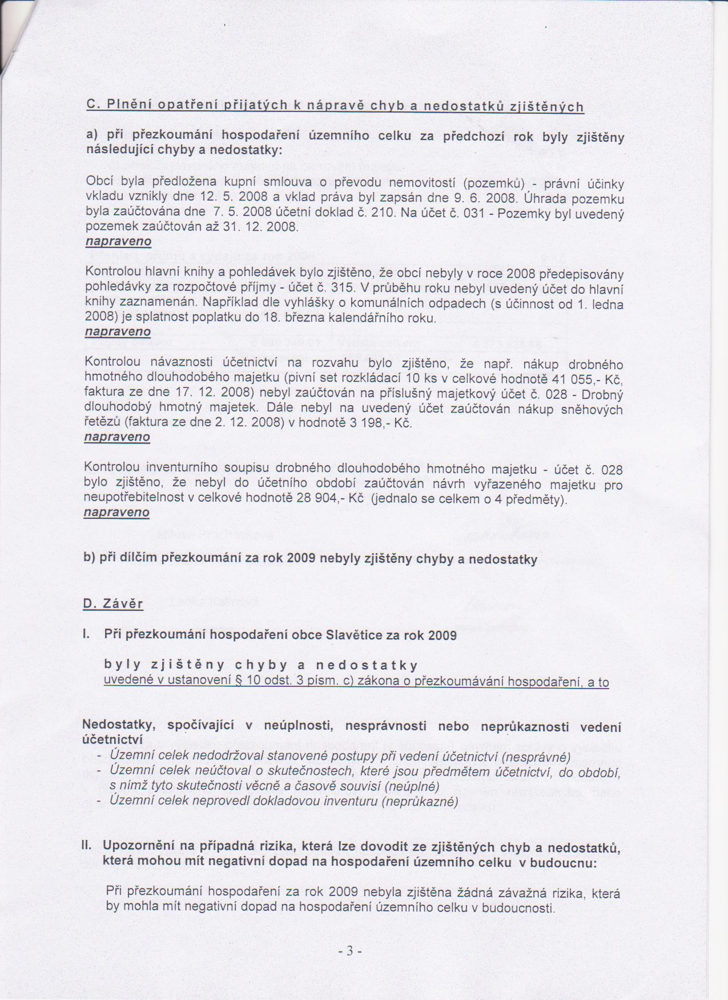 C. Plnění opatření přijatých k nápravě chyb a nedostatků zjištěných
a) při přezkoumání hospodaření územního celku za předchozí rok byly zjištěny
následující chyby a nedostatky:
Obcí byla předložena kupní smlouva o převodu nemovitostí (pozemků) - právní účinky
vkladu vznikly dne 12. 5. 2008 a vklad práva byl zapsán dne 9. 6. 2008. Úhrada pozemku
byla zaúčtována dne 7. 5. 2008 účetní doklad č. 210. Na účet č. 031 - Pozemky byl uvedený
pozemek zaúčtován až 31. 12. 2008.
napraveno
Kontrolou hlavní knihy a pohledávek bylo zjištěno, že obcí nebyly v roce 2008 předepisovány
pohledávky za rozpočtové příjmy - účet č. 315. V průběhu roku nebyl uvedený účet do hlavní
knihy zaznamenán. Například dle vyhlášky o komunálních odpadech (s účinnost od 1. ledna
2008) je splatnost poplatku do 18. března kalendářního roku.
napraveno
Kontrolou návaznosti účetnictví na rozvahu bylo zjištěno, že např. nákup drobného
hmotného dlouhodobého majetku (pivní set rozkládací 10 ks v celkové hodnotě 41 055,- Kč,
faktura ze dne 17. 12. 2008) nebyl zaúčtován na příslušný majetkový účet č. 028 - Drobný
dlouhodobý hmotný majetek. Dále nebyl na uvedený účet zaúčtován nákup sněhových
řetězů (faktura ze dne 2. 12. 2008) v hodnotě 3 198,- Kč.
napraveno
Kontrolou inventurního soupisu drobného dlouhodobého hmotného majetku - účet č. 028
bylo zjištěno, že nebyl do účetního období zaúčtován návrh vyřazeného majetku pro
neupotřebitelnost v celkové hodnotě 28 904,- Kč (jednalo se celkem o 4 předměty).
napraveno
b) při dílčím přezkoumání za rok 2009 nebyly zjištěny chyby a nedostatky
D. Závěr
I. Při přezkoumání hospodaření obce Slavětice za rok 2009
byly zjištěny chyby a nedostatky
uvedené v ustanovení § 10 odst. 3 písm. c) zákona o přezkoumávání hospodaření, a to
Nedostatky, spočívající v neúplnosti, nesprávnosti nebo neprůkaznosti vedení
účetnictví
- Územní celek nedodržoval stanovené postupy při vedení účetnictví (nesprávné)
- Územní celek neúčtoval o skutečnostech, které jsou předmětem účetnictví, do období,
s nímž tyto skutečnosti věcně a časově souvisí (neúplné)
- Územní celek neprovedl dokladovou inventuru (neprůkazné)
II. Upozornění na případná rizika, která lze dovodit ze zjištěných chyb a nedostatků,
která mohou mít negativní dopad na hospodaření územního celku v budoucnu:
Při přezkoumání hospodaření za rok 2009 nebyla zjištěna žádná závažná rizika, která
by mohla mít negativní dopad na hospodaření územního celku v budoucnosti.
- 3 -